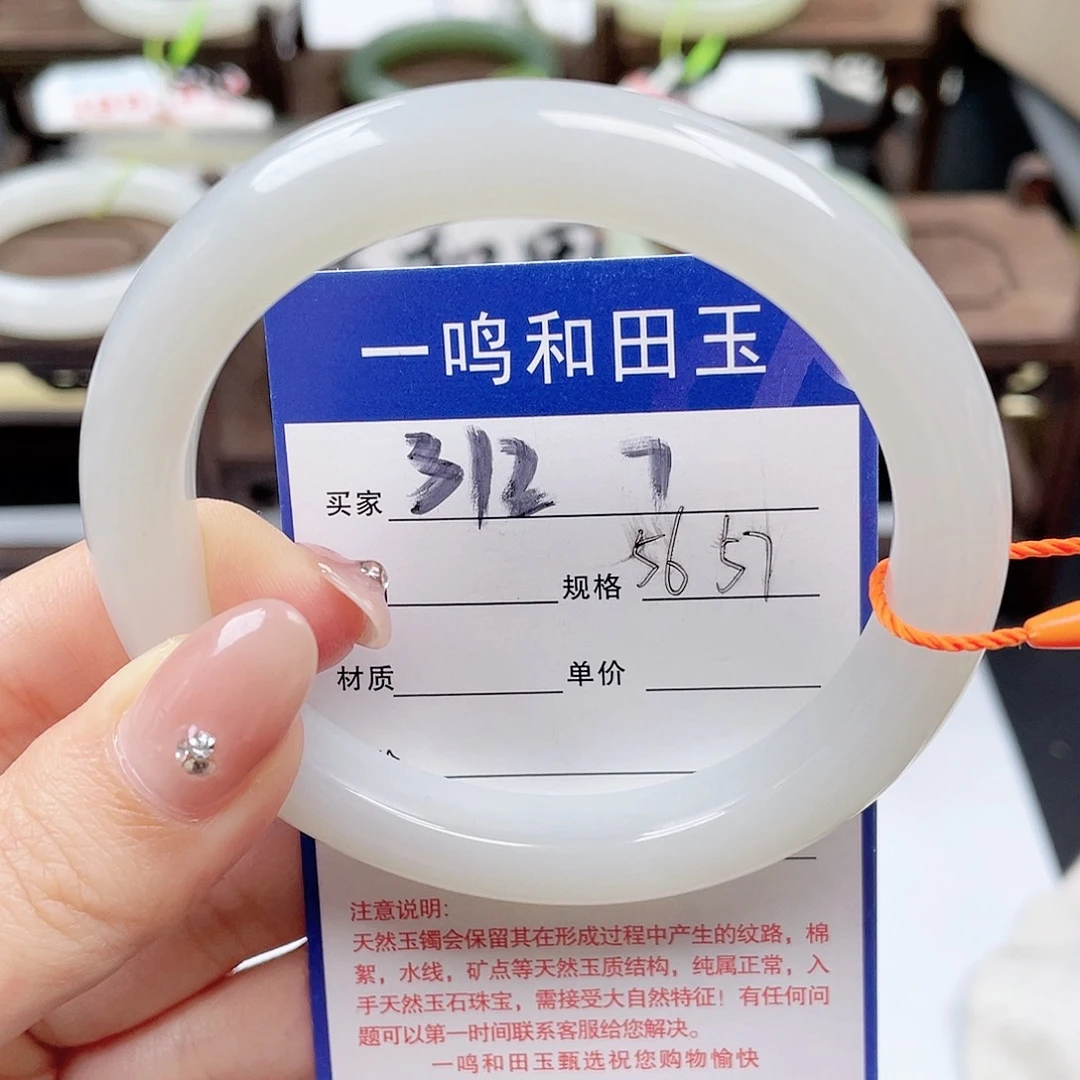 一鸣和田玉
买家 312 7
规格 56 57
材质 单价
注意说明:
天然玉镯会保留其在形成过程中产生的纹路，棉
絮，水线，矿点等天然玉质结构，纯属正常，入
手天然玉石珠宝，需接受大自然特征！有任何问
题可以第一时间联系客服给您解决。
一鸣和田玉甄选祝您购物愉快